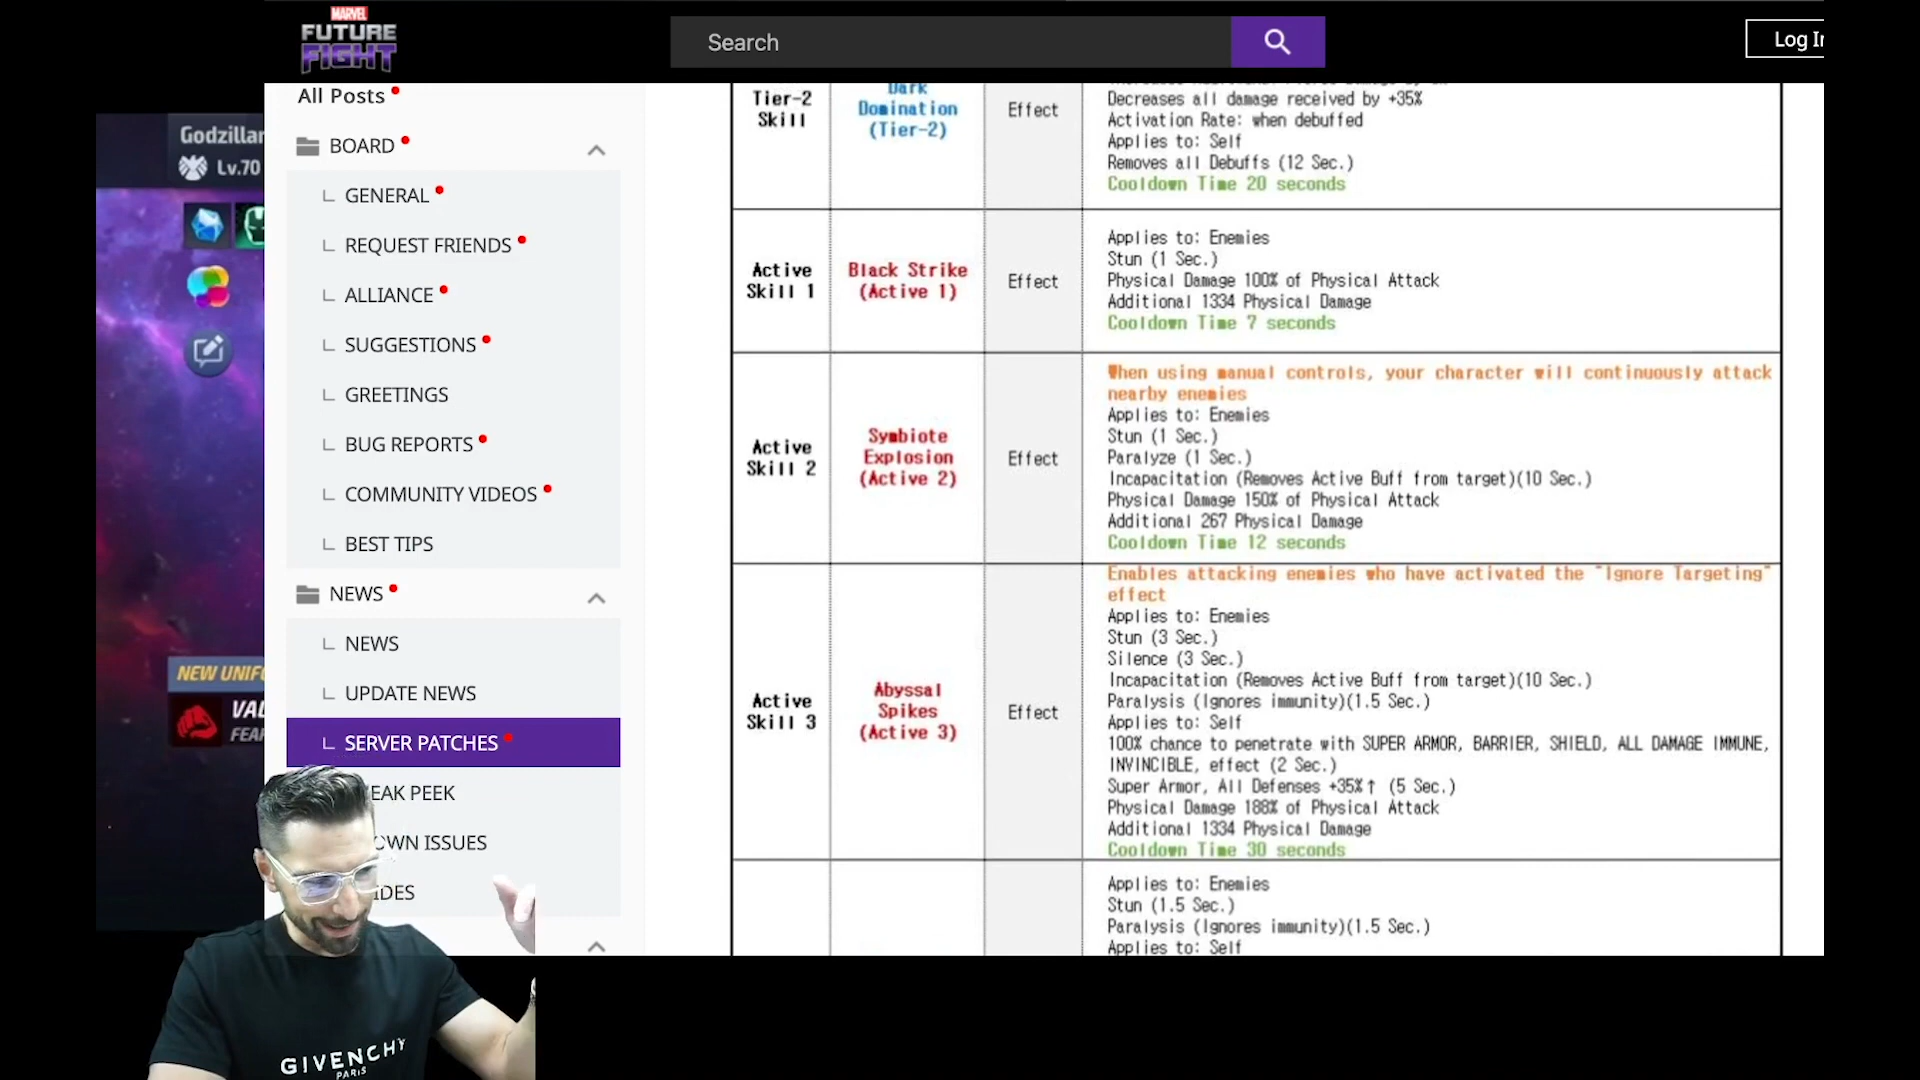 MARVEL
FUTURE
FIGHT
Search
Log In
Godzillar
Lv.70
NEW UNIF
VAL
FEAR
All Posts
BOARD
GENERAL
REQUEST FRIENDS
ALLIANCE
SUGGESTIONS
GREETINGS
BUG REPORTS
COMMUNITY VIDEOS
BEST TIPS
NEWS
NEWS
UPDATE NEWS
SERVER PATCHES
EAK PEEK
OWN ISSUES
IDES
GIVENCHY
PARIS
Tier-2
Skill
Dark
Domination
(Tier-2)
Effect
Decreases all damage received by +35%
Activation Rate: when debuffed
Applies to: Self
Removes all Debuffs (12 Sec.)
Cooldown Time 20 seconds
Active
Skill 1
Black Strike
(Active 1)
Effect
Applies to: Enemies
Stun (1 Sec.)
Physical Damage 100% of Physical Attack
Additional 1334 Physical Damage
Cooldown Time 7 seconds
Active
Skill 2
Symbiote
Explosion
(Active 2)
Effect
When using manual controls, your character will continuously attack
nearby enemies
Applies to: Enemies
Stun (1 Sec.)
Paralyze (1 Sec.)
Incapacitation (Removes Active Buff from target)(10 Sec.)
Physical Damage 150% of Physical Attack
Additional 267 Physical Damage
Cooldown Time 12 seconds
Active
Skill 3
Abyssal
Spikes
(Active 3)
Effect
Enables attacking enemies who have activated the "Ignore Targeting"
effect
Applies to: Enemies
Stun (3 Sec.)
Silence (3 Sec.)
Incapacitation (Removes Active Buff from target)(10 Sec.)
Paralysis (Ignores immunity)(1.5 Sec.)
Applies to: Self
100% chance to penetrate with SUPER ARMOR, BARRIER, SHIELD, ALL DAMAGE IMMUNE,
INVINCIBLE, effect (2 Sec.)
Super Armor, All Defenses +35%↑ (5 Sec.)
Physical Damage 188% of Physical Attack
Additional 1334 Physical Damage
Cooldown Time 30 seconds
Applies to: Enemies
Stun (1.5 Sec.)
Paralysis (Ignores immunity)(1.5 Sec.)
Applies to: Self